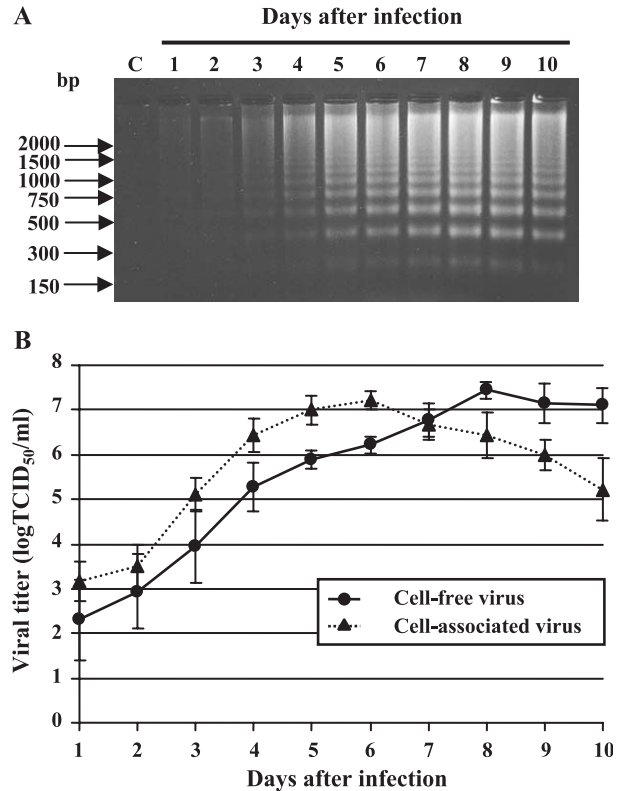 A
Days after infection
C 1 2 3 4 5 6 7 8 9 10
bp
2000
1500
1000
750
500
300
150
B
Viral titer (logTCID50/ml)
8
7
6
5
4
3
2
1
0
Cell-free virus
Cell-associated virus
1 2 3 4 5 6 7 8 9 10
Days after infection